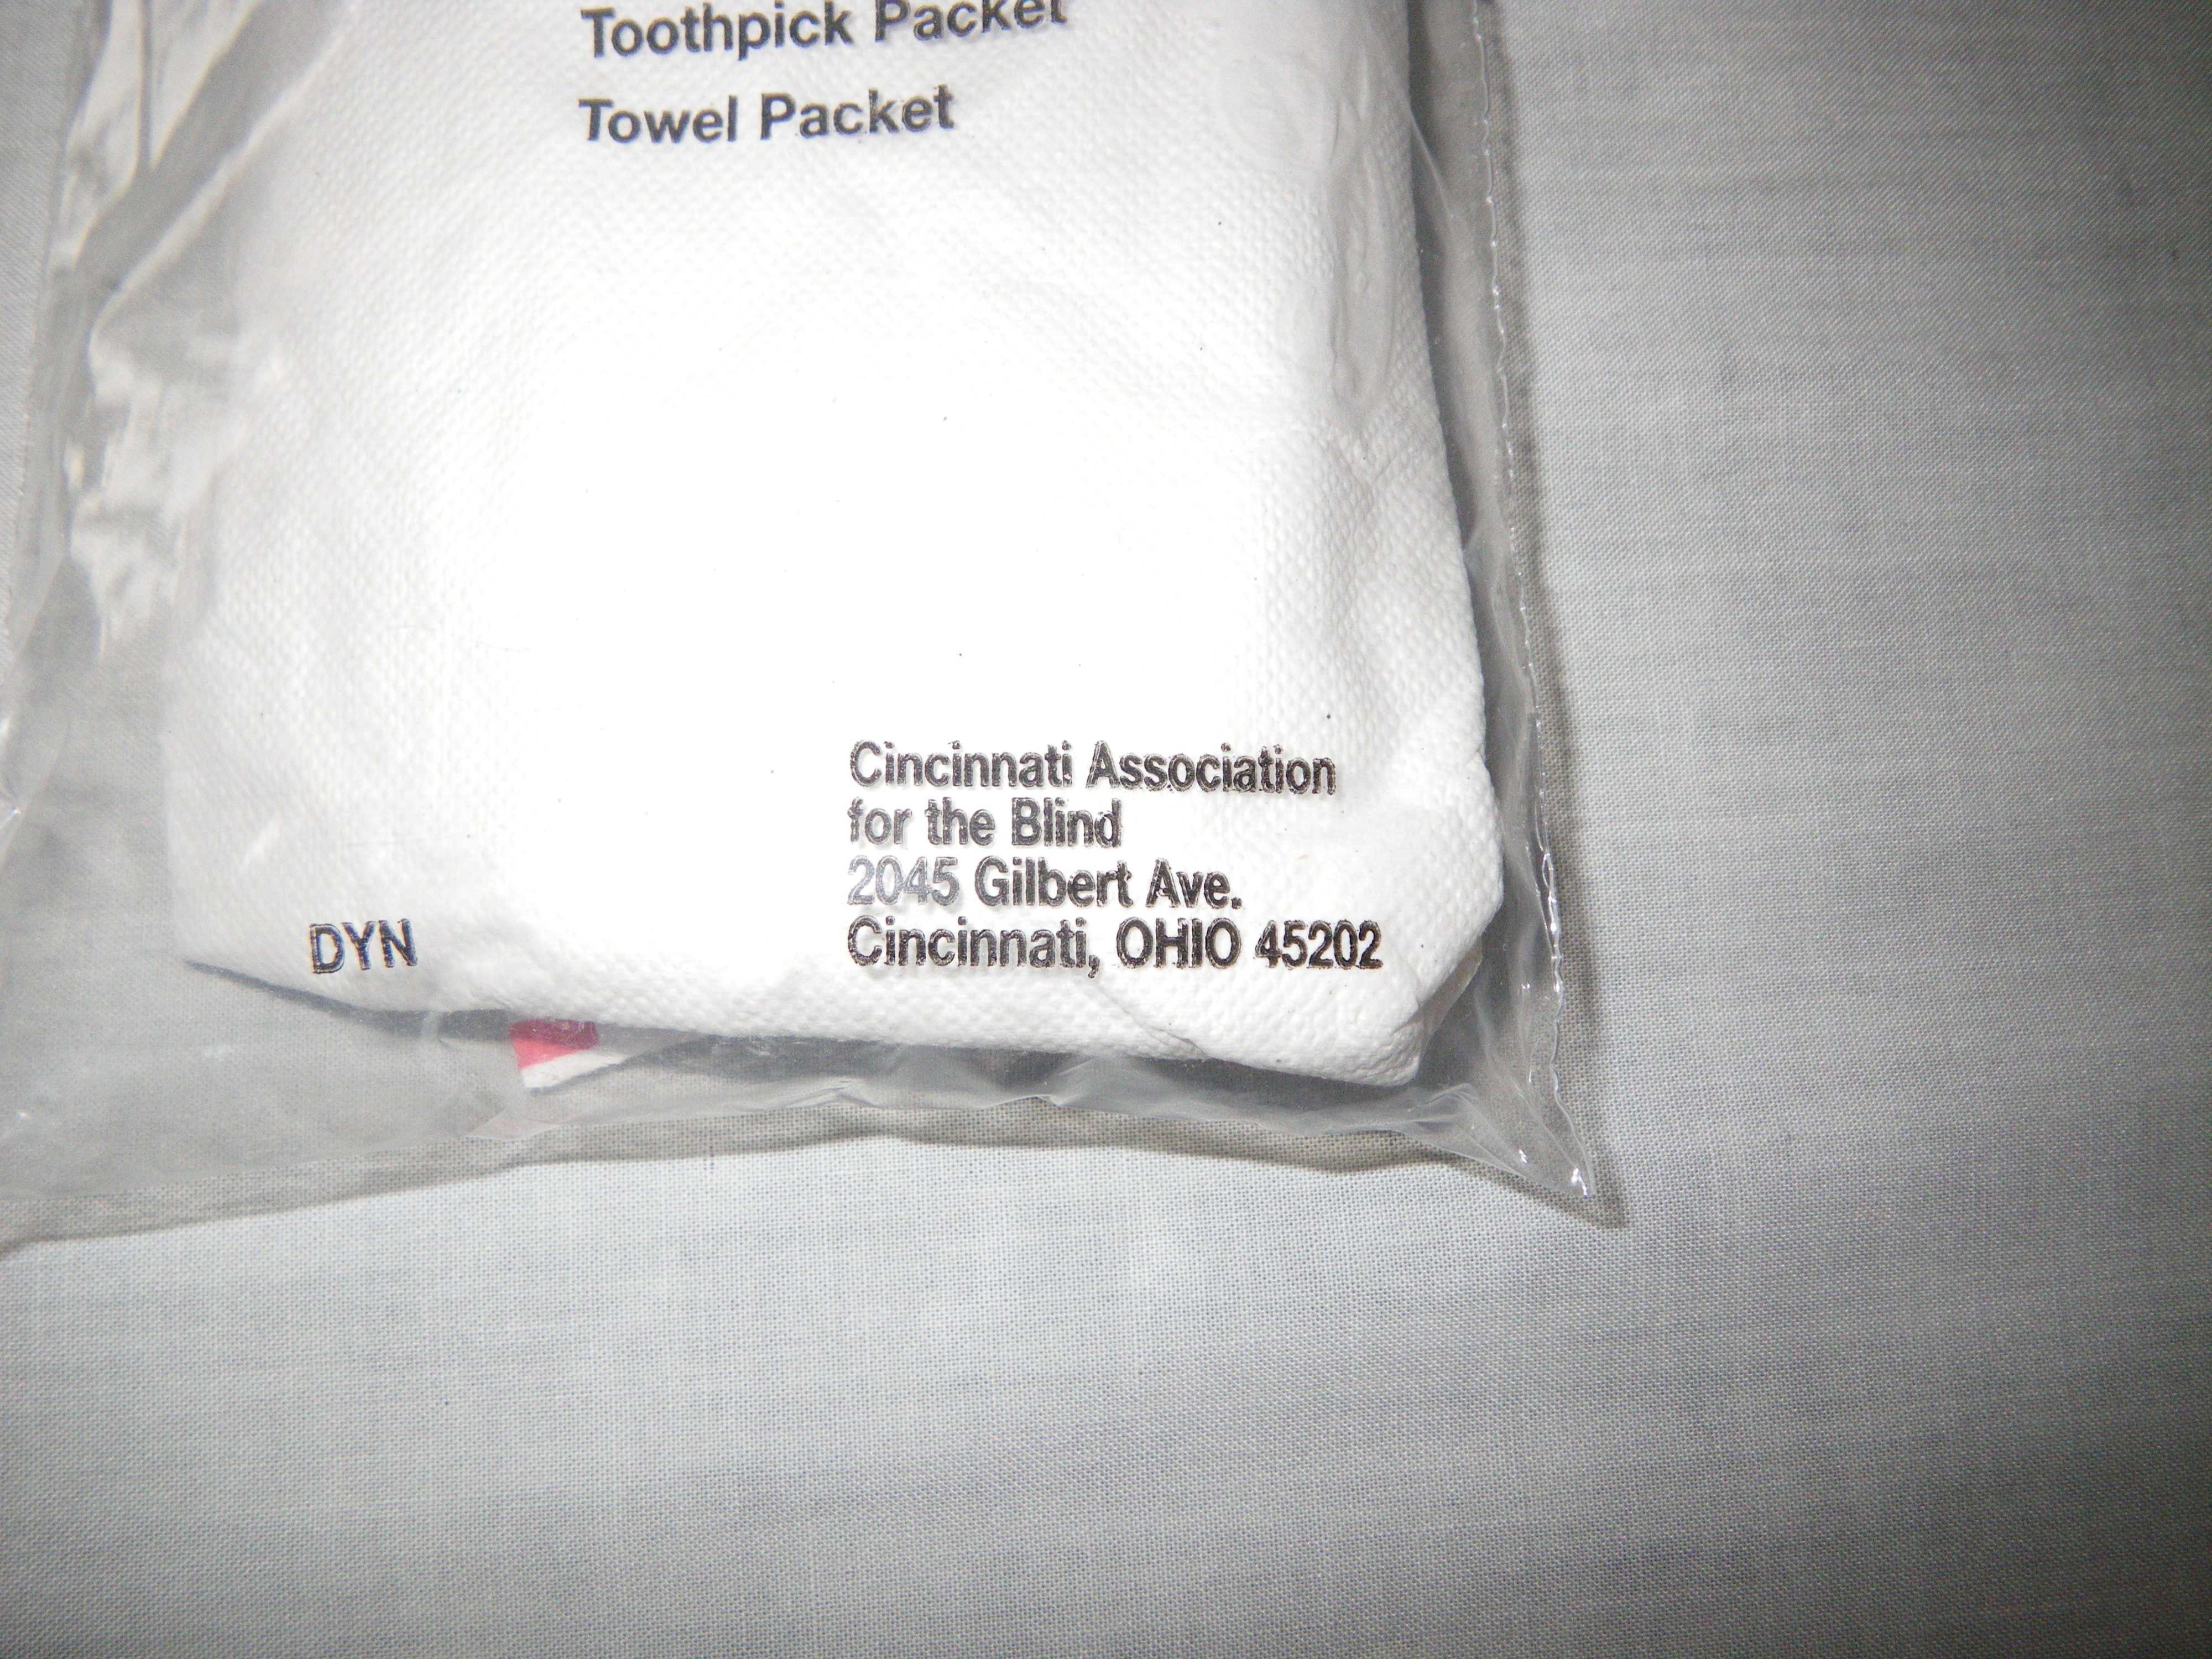 Toothpick Packet
Towel Packet
Cincinnati Association
for the Blind
2045 Gilbert Ave.
Cincinnati, OHIO 45202
DYN